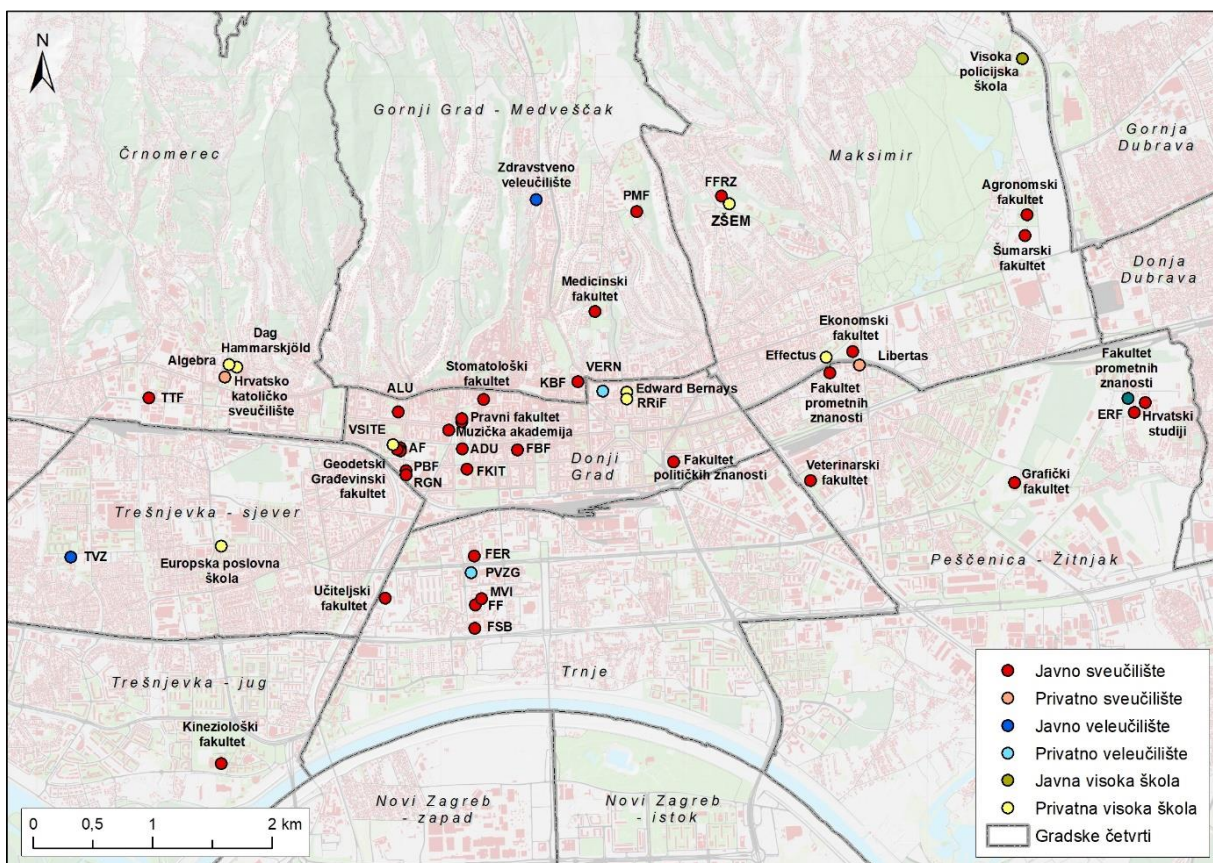 N
Gornji Grad - Medveščak
Črnomerec
Maksimir
Gornja
Dubrava
Donja
Dubrava
Visoka
policijska
škola
Zdravstveno
veleučilište
PMF
FFRZ
ZŠEM
Agronomski
fakultet
Šumarski
fakultet
Medicinski
fakultet
Ekonomski
fakultet
Effectus
Libertas
Fakultet
prometnih
znanosti
Fakultet
prometnih
znanosti
ERF
Hrvatski
studiji
Dag
Hammarskjöld
Algebra
Hrvatsko
katoličko
sveučilište
TTF
ALU
Stomatološki
fakultet
KBF
VERN
Edward Bernays
RRiF
VSITE
AF
Pravni fakultet
Muzička akademija
ADU
FBF
Geodetski
Građevinski
fakultet
PBF
RGN
FKIT
Donji
Grad
Fakultet
političkih znanosti
Veterinarski
fakultet
Grafički
fakultet
Trešnjevka - sjever
TVZ
Europska poslovna
škola
FER
PVZG
MVI
FF
FSB
Učiteljski
fakultet
Peščenica - Žitnjak
Trešnjevka - jug
Trnje
Kineziološki
fakultet
Novi Zagreb
- zapad
Novi Zagreb
- istok
0 0,5 1 2 km
Javno sveučilište
Privatno sveučilište
Javno veleučilište
Privatno veleučilište
Javna visoka škola
Privatna visoka škola
Gradske četvrti